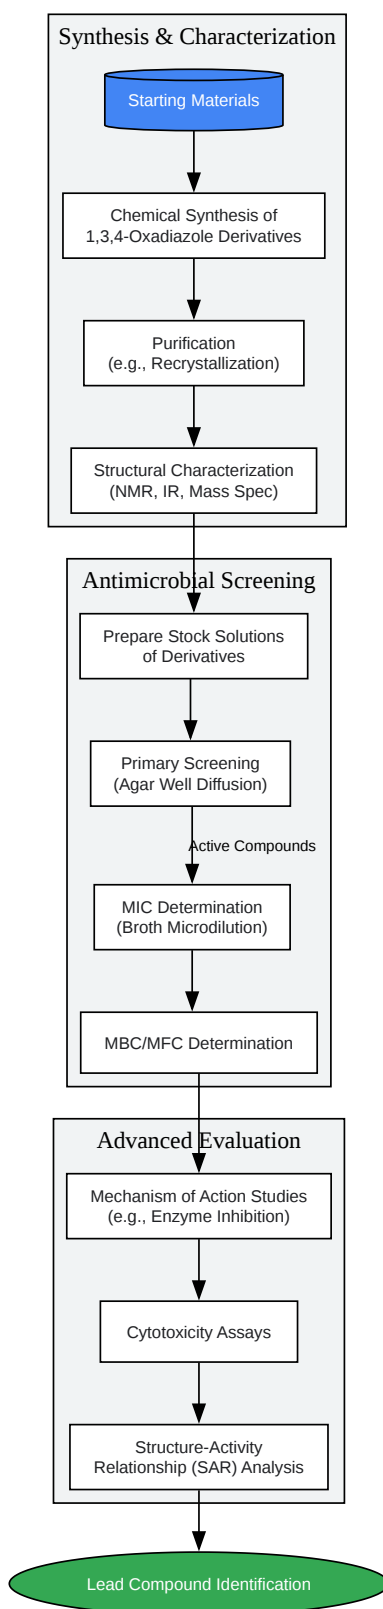 Synthesis & Characterization
Starting Materials
Chemical Synthesis of
1,3,4-Oxadiazole Derivatives
Purification
(e.g., Recrystallization)
Structural Characterization
(NMR, IR, Mass Spec)
Antimicrobial Screening
Prepare Stock Solutions
of Derivatives
Primary Screening
(Agar Well Diffusion)
Active Compounds
MIC Determination
(Broth Microdilution)
MBC/MFC Determination
Advanced Evaluation
Mechanism of Action Studies
(e.g., Enzyme Inhibition)
Cytotoxicity Assays
Structure-Activity
Relationship (SAR) Analysis
Lead Compound Identification